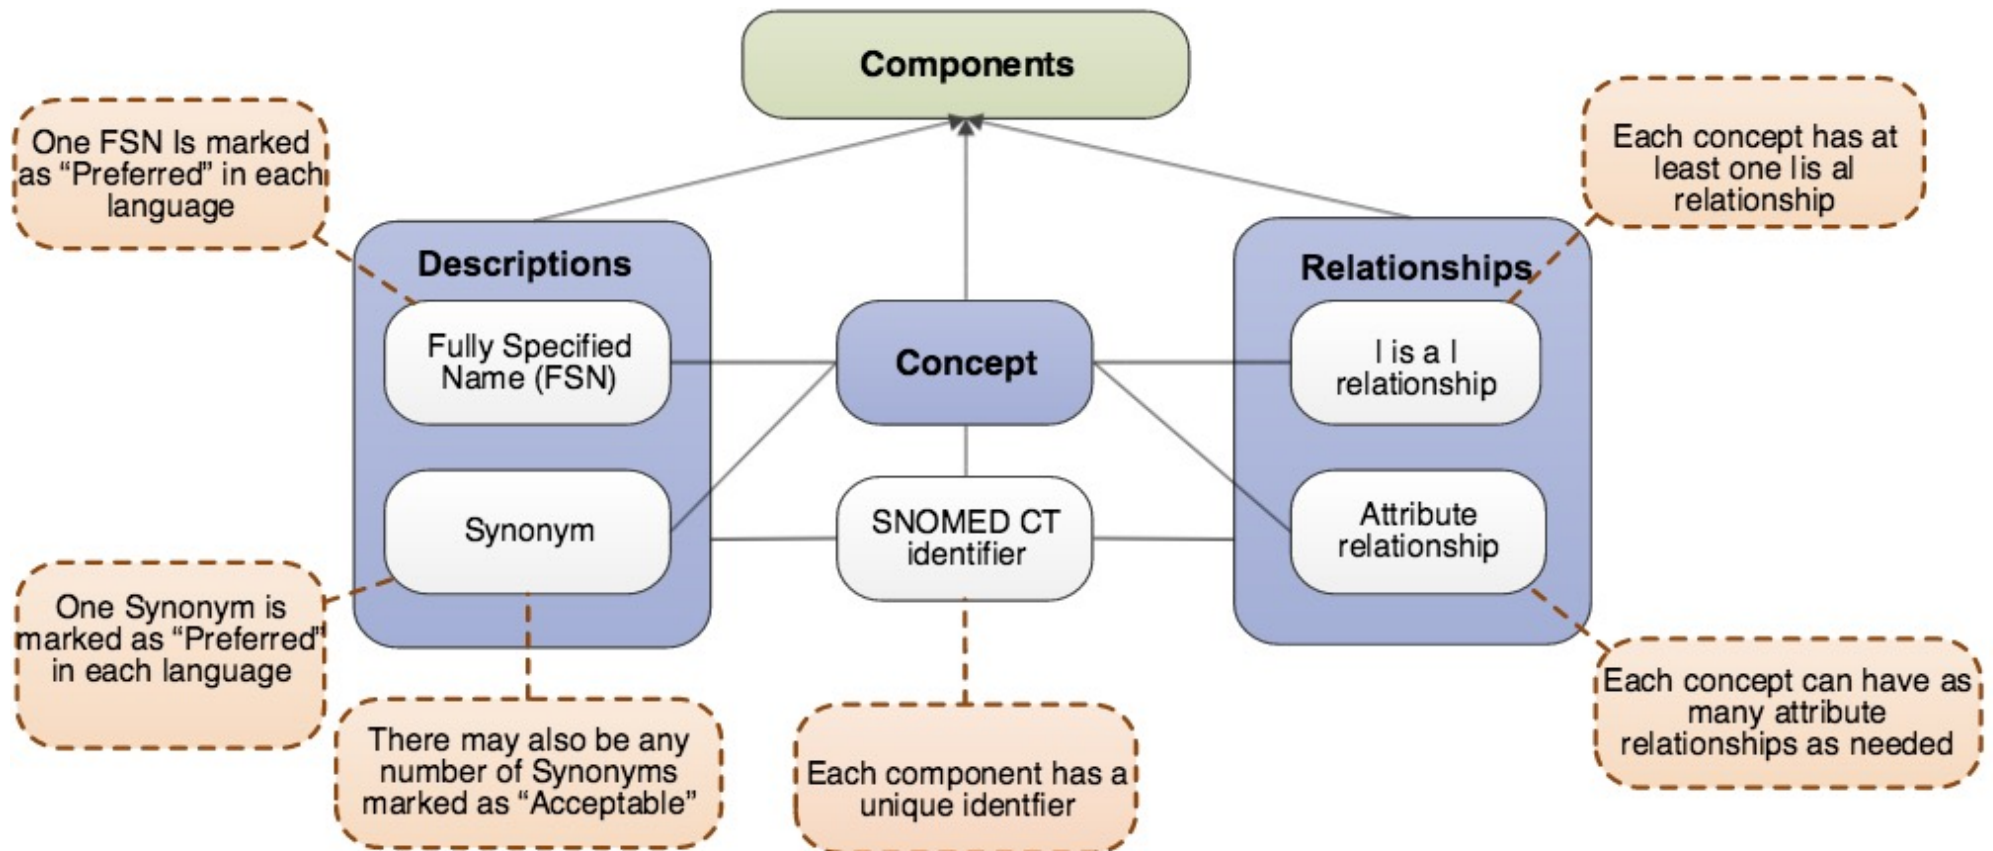 Components
One FSN Is marked
as “Preferred” in each
language
Each concept has at
least one lis al
relationship
Descriptions
Relationships
Fully Specified
Name (FSN)
Concept
l is a l
relationship
Synonym
SNOMED CT
identifier
Attribute
relationship
One Synonym is
marked as “Preferred”
in each language
There may also be any
number of Synonyms
marked as “Acceptable”
Each component has a
unique identfier
Each concept can have as
many attribute
relationships as needed